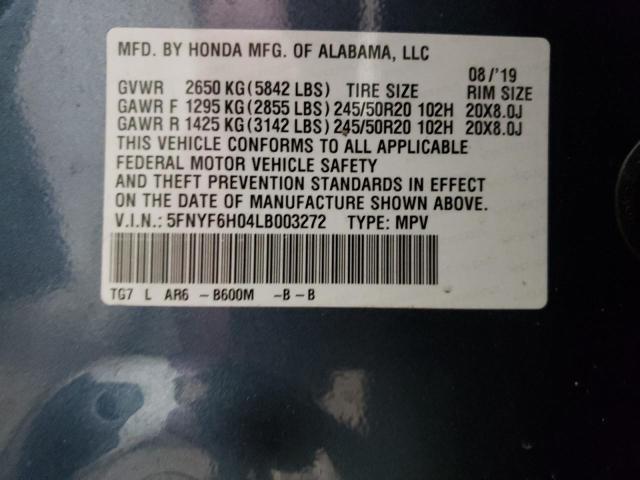 MFD. BY HONDA MFG. OF ALABAMA, LLC
08/'19
GVWR 2650 KG(5842 LBS) TIRE SIZE RIM SIZE
GAWR F 1295 KG(2855 LBS) 245/50R20 102H 20X8.0J
GAWR R 1425 KG(3142 LBS) 245/50R20 102H 20X8.0J
THIS VEHICLE CONFORMS TO ALL APPLICABLE
FEDERAL MOTOR VEHICLE SAFETY
AND THEFT PREVENTION STANDARDS IN EFFECT
ON THE DATE OF MANUFACTURE SHOWN ABOVE.
V.I.N.: 5FNYF6H04LB003272 TYPE: MPV
TG7 L AR6 -B600M -B-B